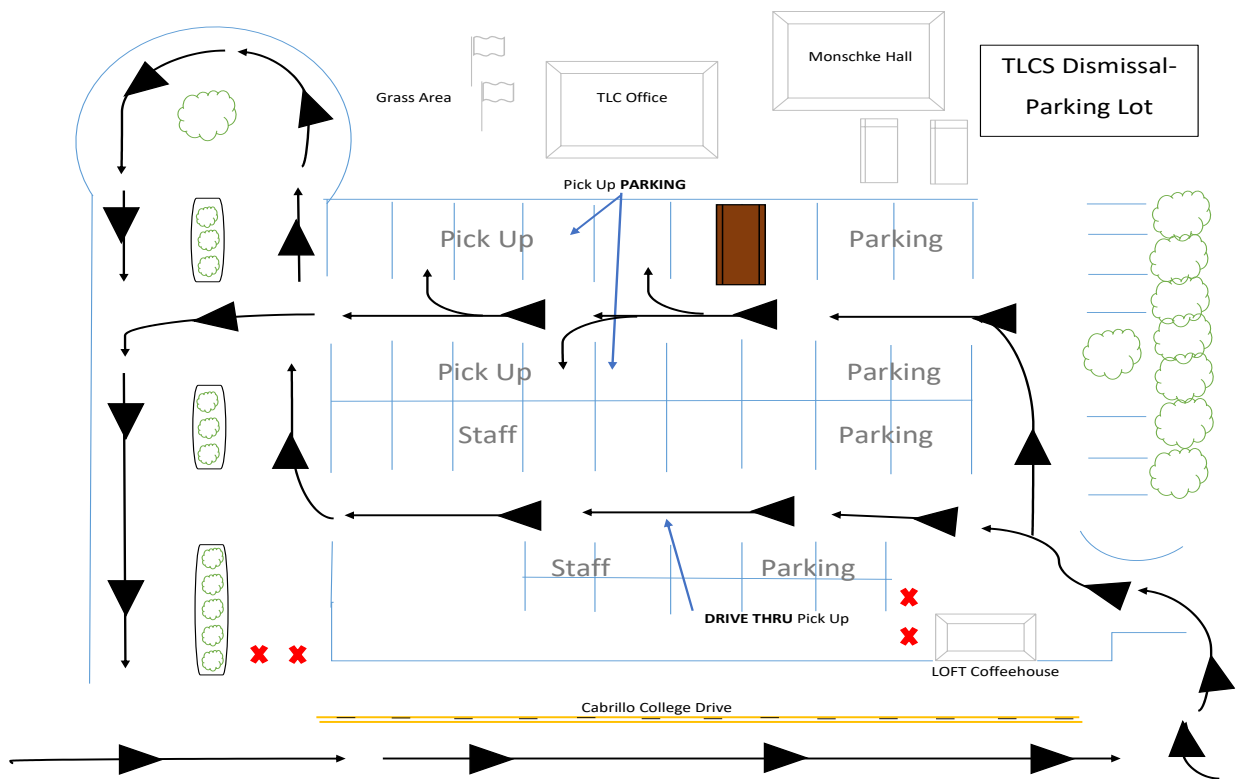 Monschke Hall
TLCS Dismissal-
Parking Lot
Grass Area
TLC Office
Pick Up PARKING
Pick Up
Parking
Pick Up
Parking
Staff
Parking
Staff
Parking
DRIVE THRU Pick Up
LOFT Coffeehouse
Cabrillo College Drive